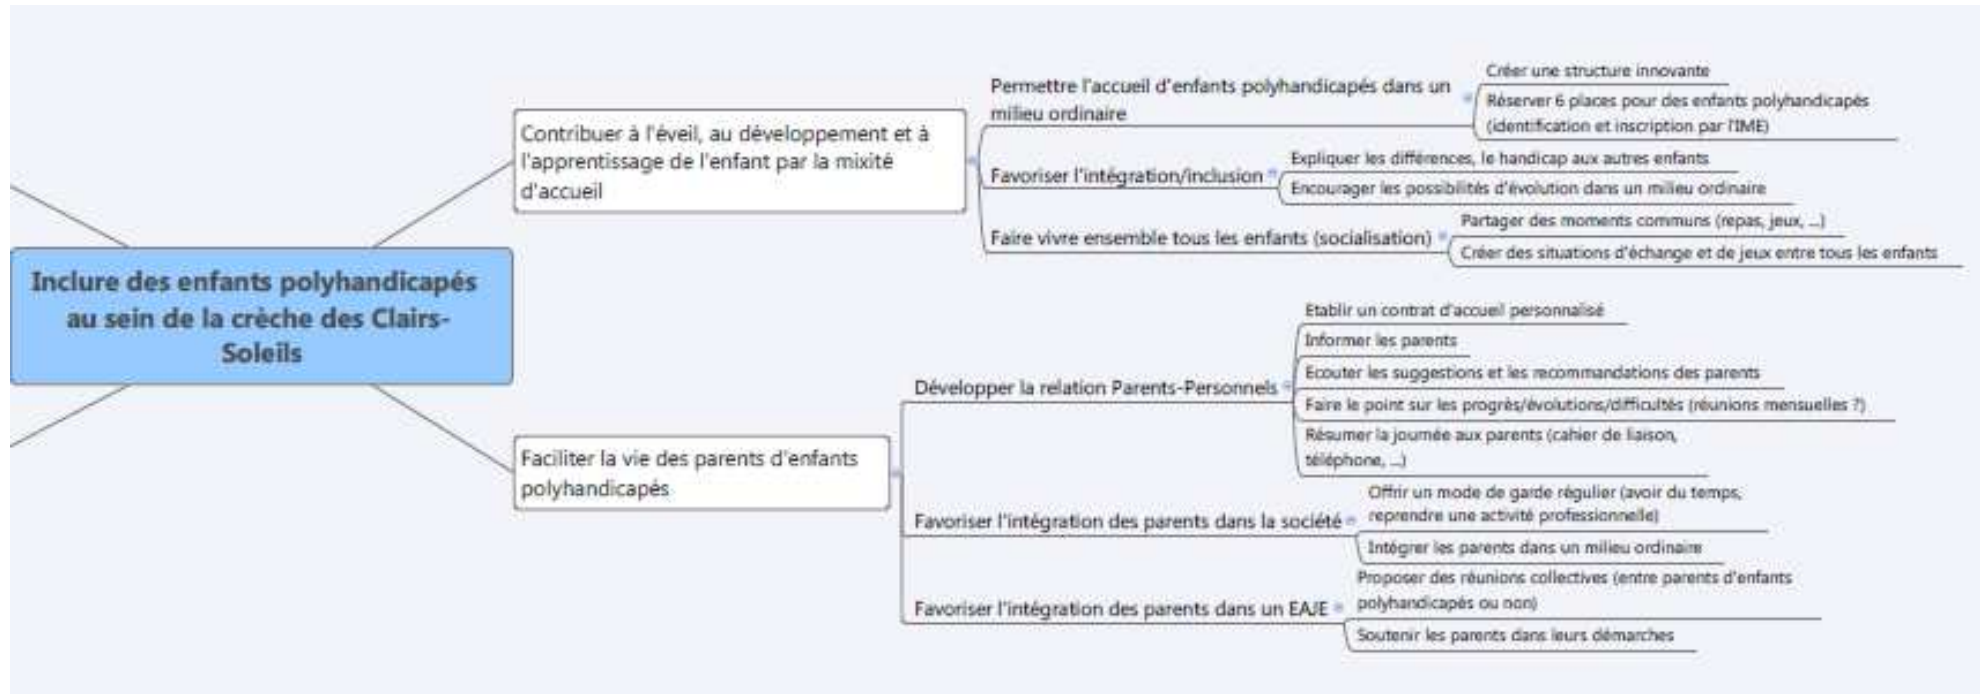 Inclure des enfants polyhandicapés
au sein de la crèche des Clairs-
Soleils
Contribuer à l'éveil, au développement et à
l'apprentissage de l'enfant par la mixité
d'accueil
Permettre l'accueil d'enfants polyhandicapés dans un
milieu ordinaire
Créer une structure innovante
Réserver 6 places pour des enfants polyhandicapés
(identification et inscription par l'IME)
Favoriser l'intégration/inclusion
Expliquer les différences, le handicap aux autres enfants
Encourager les possibilités d'évolution dans un milieu ordinaire
Faire vivre ensemble tous les enfants (socialisation)
Partager des moments communs (repas, jeux, ...)
Créer des situations d'échange et de jeux entre tous les enfants
Faciliter la vie des parents d'enfants
polyhandicapés
Développer la relation Parents-Personnels
Etablir un contrat d'accueil personnalisé
Informer les parents
Ecouter les suggestions et les recommandations des parents
Faire le point sur les progrès/évolutions/difficultés (réunions mensuelles ?)
Résumer la journée aux parents (cahier de liaison,
téléphone, ...)
Favoriser l'intégration des parents dans la société
Offrir un mode de garde régulier (avoir du temps,
reprendre une activité professionnelle)
Intégrer les parents dans un milieu ordinaire
Favoriser l'intégration des parents dans un EAJE
Proposer des réunions collectives (entre parents d'enfants
polyhandicapés ou non)
Soutenir les parents dans leurs démarches